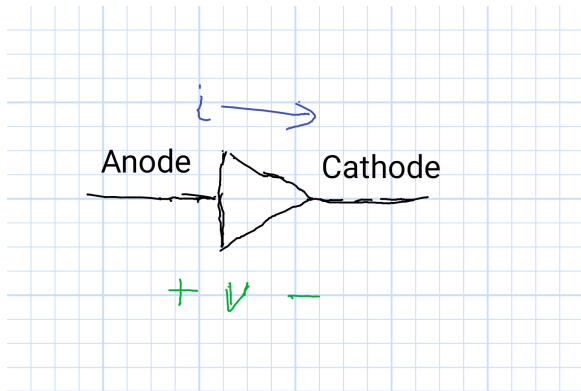 i
Anode Cathode
+ v −